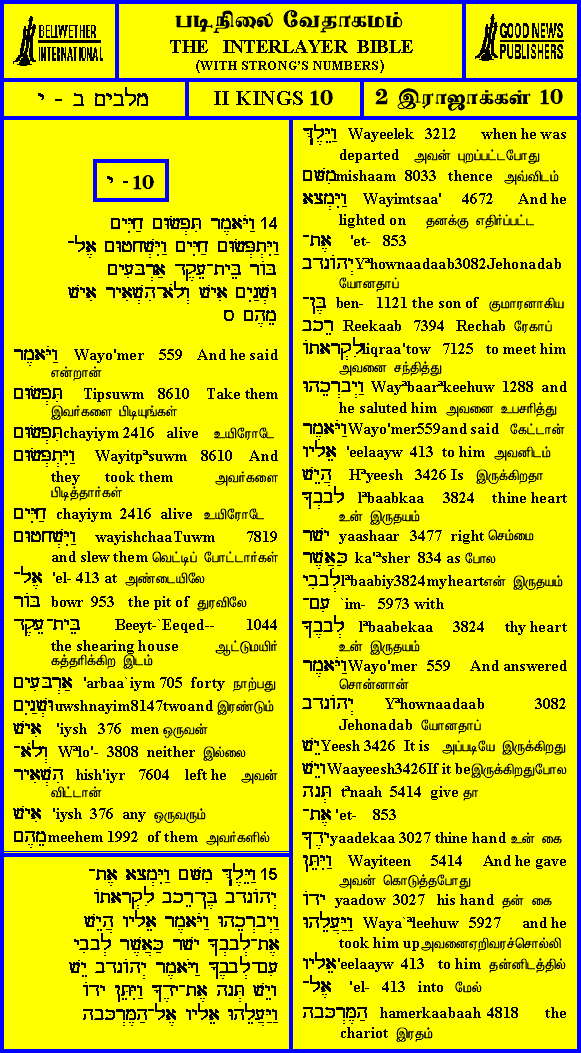 BELLWETHER
INTERNATIONAL
படிநிலை வேதாகமம்
THE INTERLAYER BIBLE
(WITH STRONG'S NUMBERS)
GOOD NEWS
PUBLISHERS
מלכים ב - י
II KINGS 10
2 இராஜாக்கள் 10
10 - י
14 וַיֹּאמֶר תִּפְשׂוּם חַיִּים
וַיִּתְפְּשׂוּם חַיִּים וַיִּשְׁחָטוּם אֶל־
בּוֹר בֵּית־עֵקֶד אַרְבָּעִים
וּשְׁנַיִם אִישׁ וְלֹא־הִשְׁאִיר אִישׁ
מֵהֶם ס
וַיֹּאמֶר Wayo'mer 559 And he said
என்றான்
תִּפְשׂוּם Tipsuwm 8610 Take them
இவர்களை பிடியுங்கள்
תִּפְשׂוּם chayiym 2416 alive உயிரோடே
וַיִּתְפְּשׂוּם Wayitpªsuwm 8610 And
they took them அவர்களை
பிடித்தார்கள்
חַיִּים chayiym 2416 alive உயிரோடே
וַיִּשְׁחָטוּם wayishchaaTuwm 7819
and slew them வெட்டிப் போட்டார்கள்
אֶל־ 'el- 413 at அண்டையிலே
בּוֹר bowr 953 the pit of துரவிலே
בֵּית־עֵקֶד Beeyt-`Eeqed-- 1044
the shearing house ஆட்டுமயிர்
கத்தரிக்கிற இடம்
אַרְבָּעִים 'arbaa`iym 705 forty நாற்பது
וּשְׁנַיִם uwshnayim8147twoand இரண்டும்
אִישׁ 'iysh 376 men ஒருவன்
וְלֹא־ Wªlo'- 3808 neither இல்லை
הִשְׁאִיר hish'iyr 7604 left he அவன்
விட்டான்
אִישׁ 'iysh 376 any ஒருவரும்
מֵהֶם meehem 1992 of them அவர்களில்
15 וַיֵּלֶךְ מִשָּׁם וַיִּמְצָא אֶת־
יְהוֹנָדָב בֶּן־רֵכָב לִקְרָאתוֹ
וַיְבָרְכֵהוּ וַיֹּאמֶר אֵלָיו הֲיֵשׁ
אֶת־לְבָבְךָ יָשָׁר כַּאֲשֶׁר לְבָבִי
עִם־לְבָבֶךָ וַיֹּאמֶר יְהוֹנָדָב יֵשׁ
וָיֵשׁ תְּנָה אֶת־יָדֶךָ וַיִּתֵּן יָדוֹ
וַיַּעֲלֵהוּ אֵלָיו אֶל־הַמֶּרְכָּבָה
וַיֵּלֶךְ Wayeelek 3212 when he was
departed அவன் புறப்பட்டபோது
מִשָּׁם mishaam 8033 thence அவ்விடம்
וַיִּמְצָא Wayimtsaa' 4672 And he
lighted on தனக்கு எதிர்ப்பட்ட
אֶת־ 'et- 853
יְהוֹנָדָב Yªhownaadaab3082Jehonadab
யோனதாப்
בֶּן־ ben- 1121 the son of குமாரனாகிய
רֵכָב Reekaab 7394 Rechab ரேகாப்
לִקְרָאתוֹ liqraa'tow 7125 to meet him
அவனை சந்தித்து
וַיְבָרְכֵהוּ Wayªbaarªkeehuw 1288 and
he saluted him அவனை உபசரித்து
וַיֹּאמֶר Wayo'mer559and said கேட்டான்
אֵלָיו 'eelaayw 413 to him அவனிடம்
הֲיֵשׁ Hªyeesh 3426 Is இருக்கிறதா
לְבָבְךָ lªbaabkaa 3824 thine heart
உன் இருதயம்
יָשָׁר yaashaar 3477 right செம்மை
כַּאֲשֶׁר ka'ªsher 834 as போல
לְבָבִי lªbaabiy3824myheartஎன் இருதயம்
עִם־ `im- 5973 with
לְבָבֶךָ lªbaabekaa 3824 thy heart
உன் இருதயம்
וַיֹּאמֶר Wayo'mer 559 And answered
சொன்னான்
יְהוֹנָדָב Yªhownaadaab 3082
Jehonadab யோனதாப்
יֵשׁ Yeesh 3426 It is அப்படியே இருக்கிறது
וָיֵשׁ Waayeesh3426If it beஇருக்கிறதுபோல
תְּנָה tªnaah 5414 give தா
אֶת־ 'et- 853
יָדֶךָ yaadekaa 3027 thine hand உன் கை
וַיִּתֵּן Wayiteen 5414 And he gave
அவன் கொடுத்தபோது
יָדוֹ yaadow 3027 his hand தன் கை
וַיַּעֲלֵהוּ Waya`ªleehuw 5927 and he
took him upஅவனைஏறிவரச்சொல்லி
אֵלָיו 'eelaayw 413 to him தன்னிடத்தில்
אֶל־ 'el- 413 into மேல்
הַמֶּרְכָּבָה hamerkaabaah 4818 the
chariot இரதம்